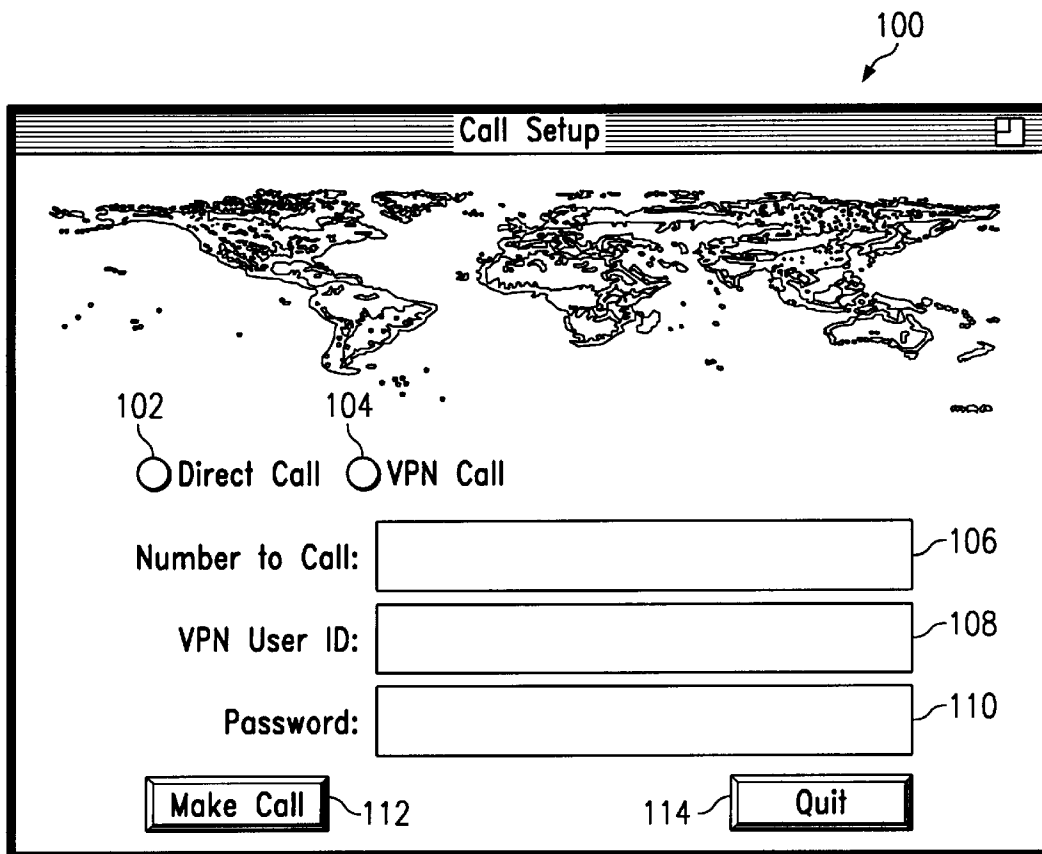 100
Call Setup
102
104
Direct Call
VPN Call
Number to Call:
106
VPN User ID:
108
Password:
110
Make Call
112
114
Quit